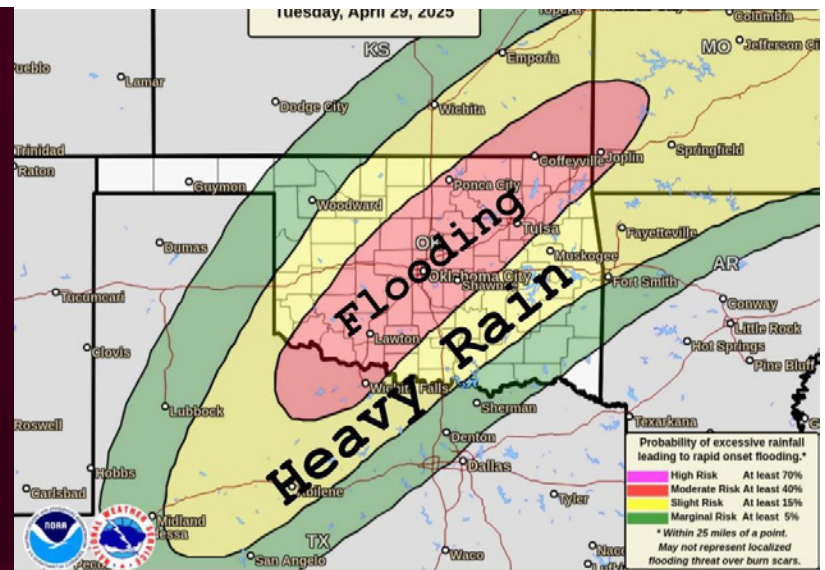 Tuesday, April 29, 2025
KS
MO
Columbia
Jefferson Cit
Emporia
Pueblo
Lamar
Dodge City
Wichita
Trinidad
Raton
Guymon
Coffeyville
Joplin
Springfield
Ponca City
Woodward
Dumas
Tulsa
Fayetteville
Flooding
Muskogee
Oklahoma City
Shawnee
Fort Smith
AR
Tucumcari
Conway
Lawton
Little Rock
Hot Springs
Pine Bluff
Clovis
Heavy Rain
Wichita Falls
Lubbock
Sherman
Roswell
Texarkana
Denton
Dallas
Hobbs
Carlsbad
Abilene
Tyler
Midland
TX
San Angelo
Waco
NOAA
NATIONAL WEATHER SERVICE
Probability of excessive rainfall
leading to rapid onset flooding.*
High Risk At least 70%
Moderate Risk At least 40%
Slight Risk At least 15%
Marginal Risk At least 5%
* Within 25 miles of a point.
May not represent localized
flooding threat over burn scars.